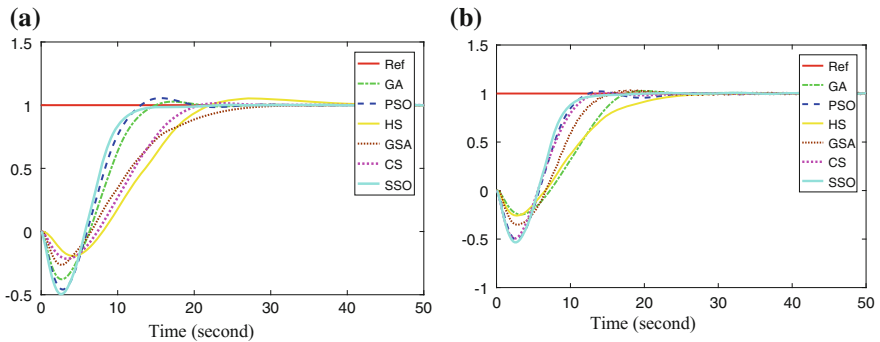 (a)
1.5
1
0.5
0
-0.5
0 10 20 30 40 50
Time (second)
Ref
GA
PSO
HS
GSA
CS
SSO
(b)
1.5
1
0.5
0
-0.5
-1
0 10 20 30 40 50
Time (second)
Ref
GA
PSO
HS
GSA
CS
SSO